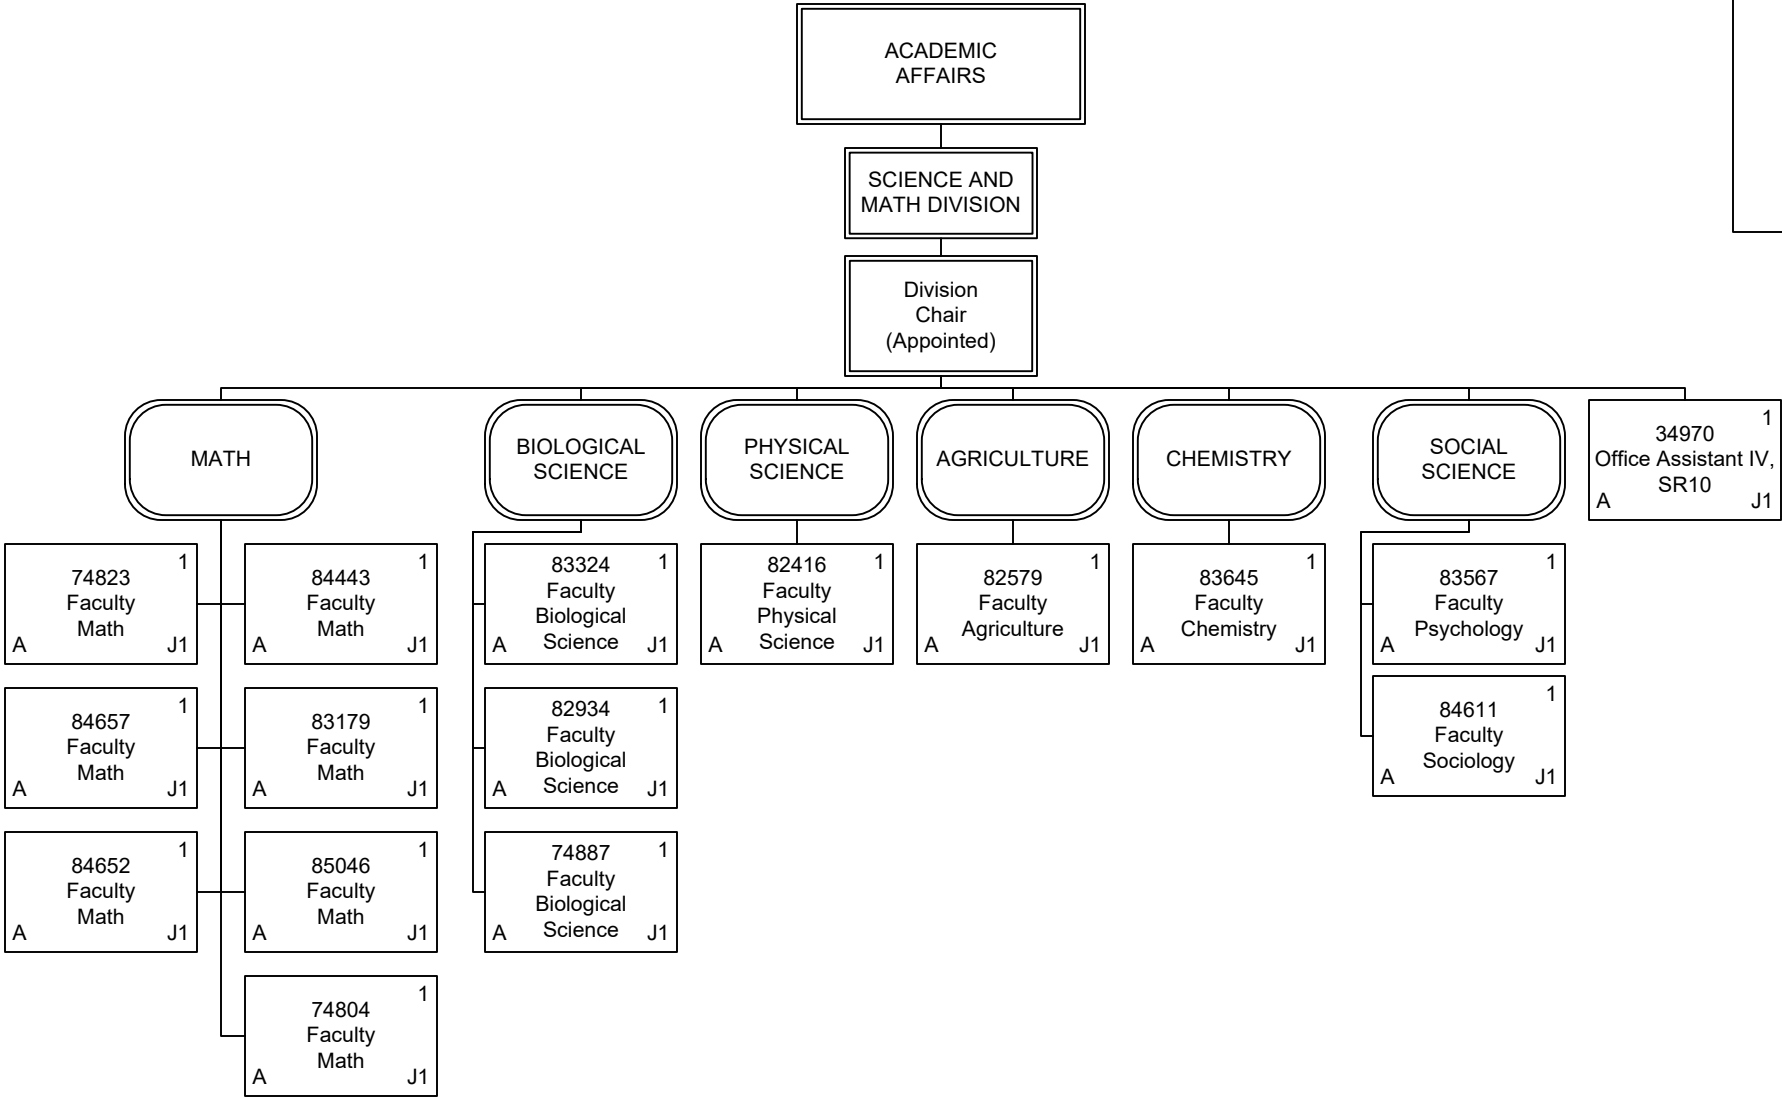 ACADEMIC
AFFAIRS
SCIENCE AND
MATH DIVISION
Division
Chair
(Appointed)
MATH
BIOLOGICAL
SCIENCE
PHYSICAL
SCIENCE
AGRICULTURE
CHEMISTRY
SOCIAL
SCIENCE
1
34970
Office Assistant IV,
SR10
A J1
1
74823
Faculty
Math
A J1
1
84443
Faculty
Math
A J1
1
84657
Faculty
Math
A J1
1
83179
Faculty
Math
A J1
1
84652
Faculty
Math
A J1
1
85046
Faculty
Math
A J1
1
74804
Faculty
Math
A J1
83324 1
Faculty
Biological
A Science J1
82934 1
Faculty
Biological
A Science J1
74887 1
Faculty
Biological
A Science J1
82416 1
Faculty
Physical
A Science J1
1
82579
Faculty
Agriculture
A J1
1
83645
Faculty
Chemistry
A J1
1
83567
Faculty
Psychology
A J1
1
84611
Faculty
Sociology
A J1